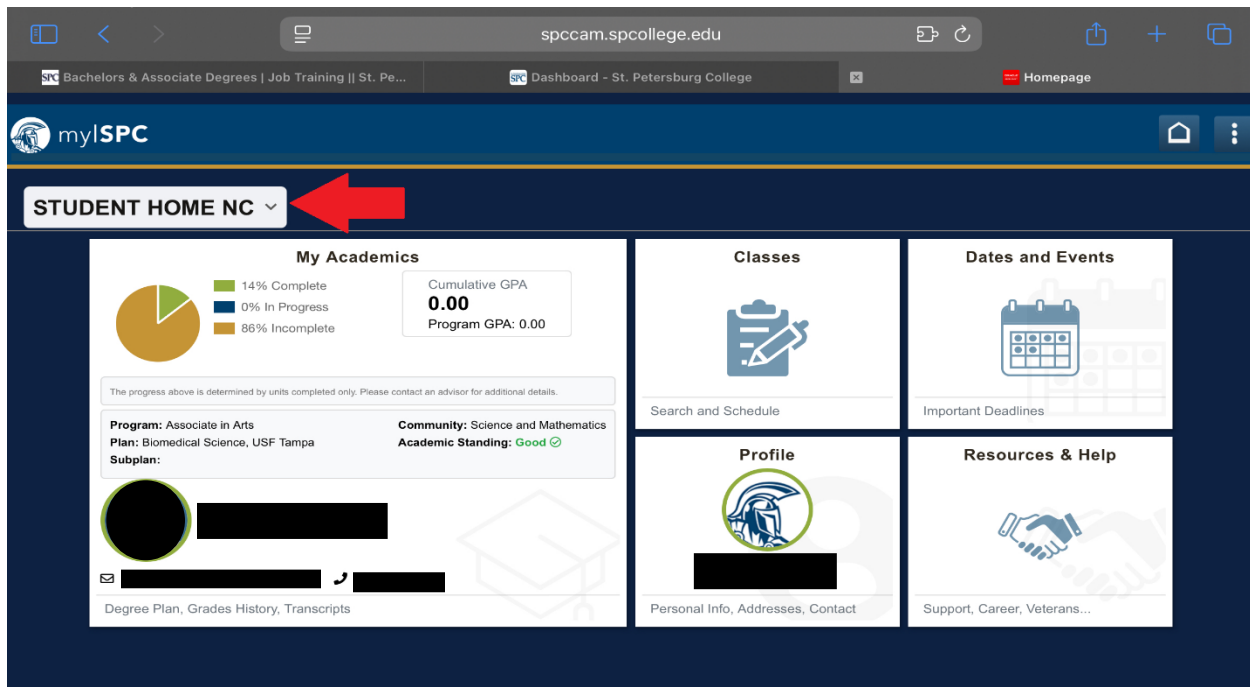 spccam.spcollege.edu
SPC Bachelors & Associate Degrees | Job Training || St. Pe...
SPC Dashboard - St. Petersburg College
Homepage
my|SPC
STUDENT HOME NC
My Academics
14% Complete
0% In Progress
86% Incomplete
Cumulative GPA
0.00
Program GPA: 0.00
The progress above is determined by units completed only. Please contact an advisor for additional details.
Program: Associate in Arts
Plan: Biomedical Science, USF Tampa
Subplan:
Community: Science and Mathematics
Academic Standing: Good
Degree Plan, Grades History, Transcripts
Classes
Search and Schedule
Dates and Events
Important Deadlines
Profile
Personal Info, Addresses, Contact
Resources & Help
Support, Career, Veterans...